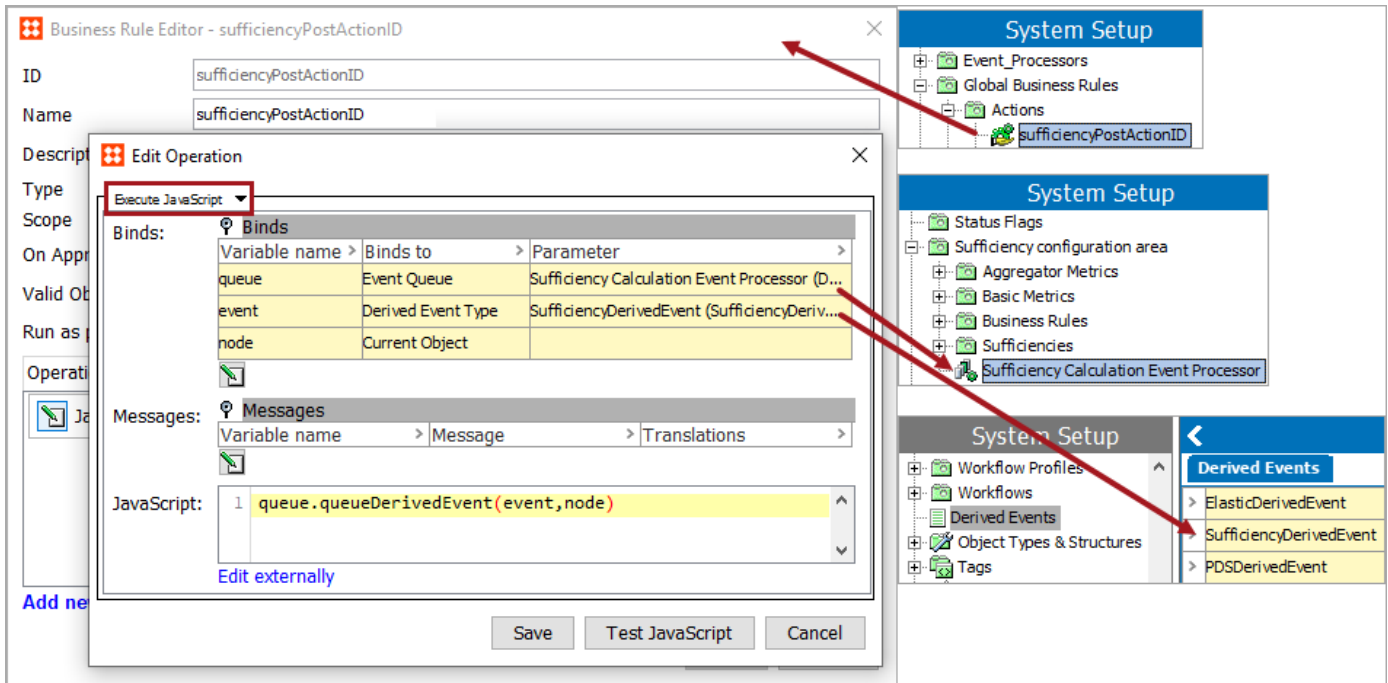 Business Rule Editor - sufficiencyPostActionID
ID sufficiencyPostActionID
Name sufficiencyPostActionID
Descript
Type
Scope
On Appr
Valid Ob
Run as p
Operati
Ja
Add ne
Edit Operation
Execute JavaScript
Binds: Binds
Variable name > Binds to > Parameter >
queue Event Queue Sufficiency Calculation Event Processor (D...
event Derived Event Type SufficiencyDerivedEvent (SufficiencyDeriv...
node Current Object
Messages: Messages
Variable name > Message > Translations >
JavaScript: 1 queue.queueDerivedEvent(event,node)
Edit externally
Save Test JavaScript Cancel
System Setup
Event_Processors
Global Business Rules
Actions
sufficiencyPostActionID
System Setup
Status Flags
Sufficiency configuration area
Aggregator Metrics
Basic Metrics
Business Rules
Sufficiencies
Sufficiency Calculation Event Processor
System Setup
Workflow Profiles
Workflows
Derived Events
Object Types & Structures
Tags
Derived Events
> ElasticDerivedEvent
> SufficiencyDerivedEvent
> PDSDerivedEvent